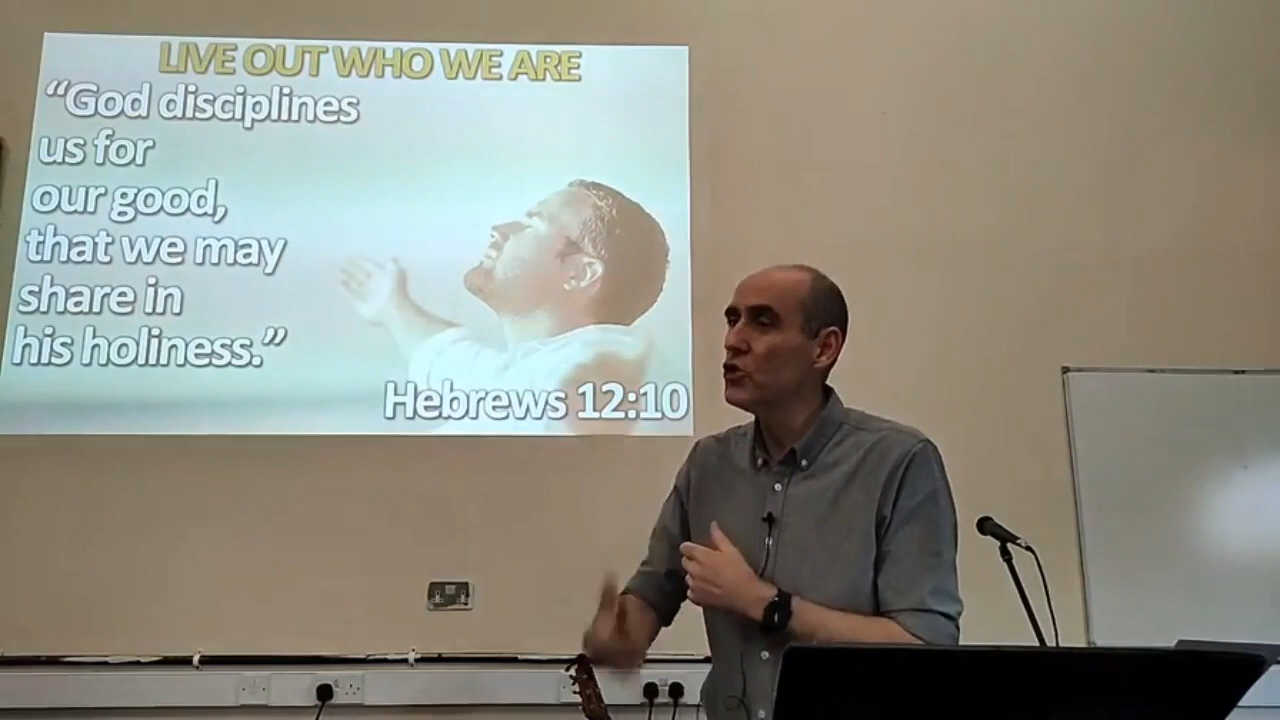 LIVE OUT WHO WE ARE
“God disciplines
us for
our good,
that we may
share in
his holiness.”
Hebrews 12:10